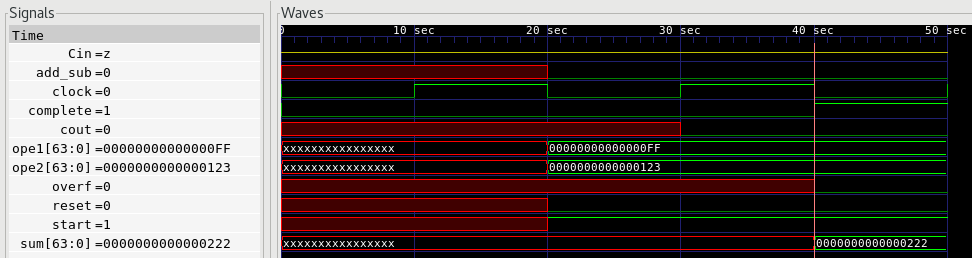 Signals
Waves
Time
0 10 sec 20 sec 30 sec 40 sec 50 sec
Cin=z
add_sub=0
clock=0
complete=1
cout=0
ope1[63:0]=00000000000000FF xxxxxxxxxxxxxxxx 00000000000000FF
ope2[63:0]=0000000000000123 xxxxxxxxxxxxxxxx 0000000000000123
overf=0
reset=0
start=1
sum[63:0]=0000000000000222 xxxxxxxxxxxxxxxx 0000000000000222